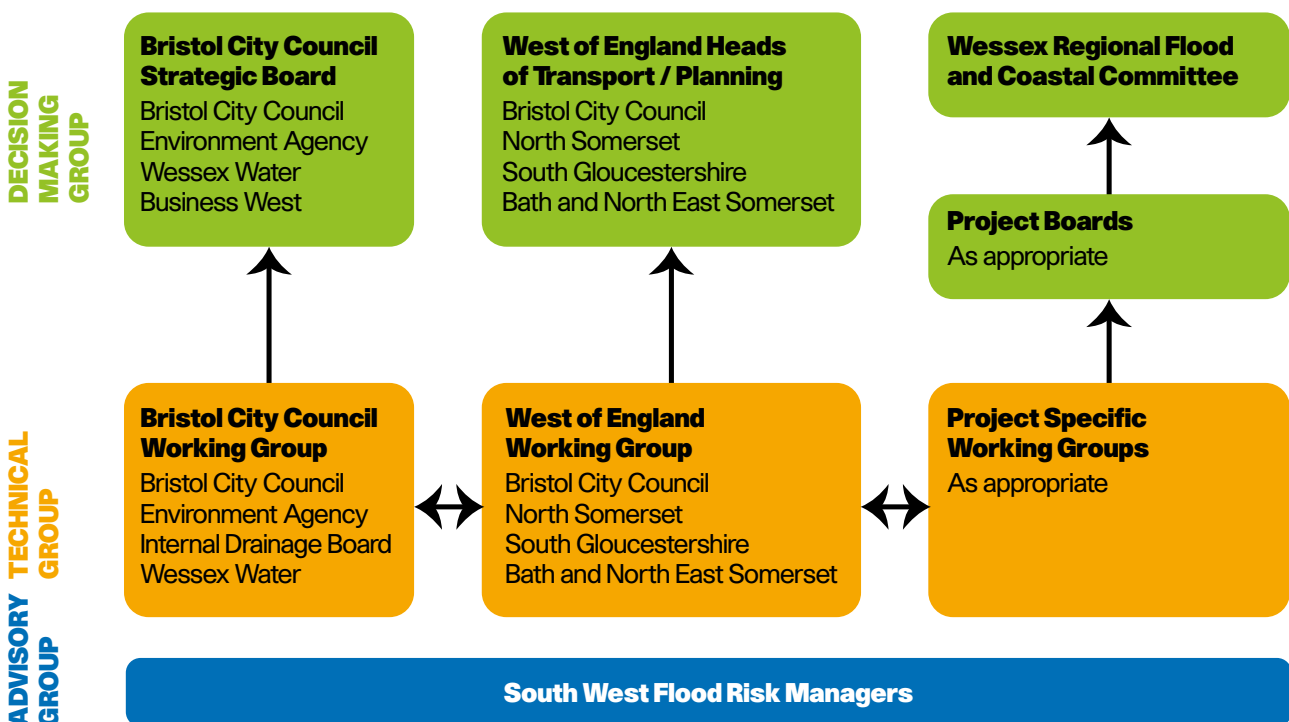 DECISION
MAKING
GROUP
Bristol City Council
Strategic Board
Bristol City Council
Environment Agency
Wessex Water
Business West
West of England Heads
of Transport / Planning
Bristol City Council
North Somerset
South Gloucestershire
Bath and North East Somerset
Wessex Regional Flood
and Coastal Committee
Project Boards
As appropriate
TECHNICAL
GROUP
Bristol City Council
Working Group
Bristol City Council
Environment Agency
Internal Drainage Board
Wessex Water
West of England
Working Group
Bristol City Council
North Somerset
South Gloucestershire
Bath and North East Somerset
Project Specific
Working Groups
As appropriate
ADVISORY
GROUP
South West Flood Risk Managers